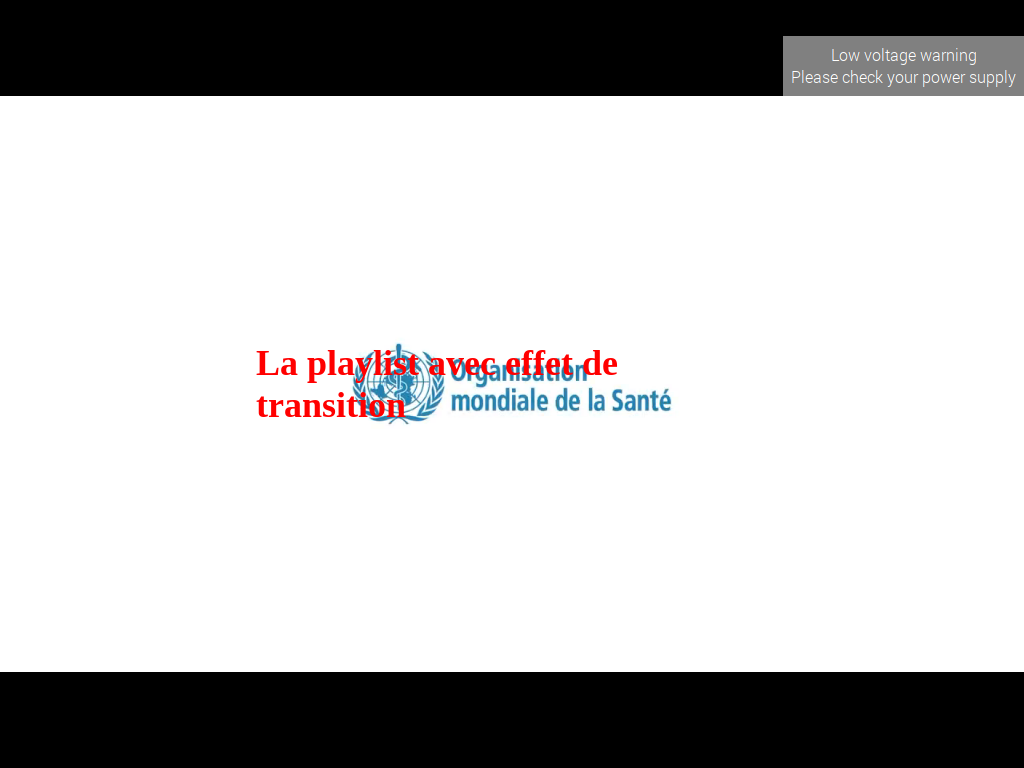 Low voltage warning
Please check your power supply
La playlist avec effet de
transition
Organisation
mondiale de la Santé